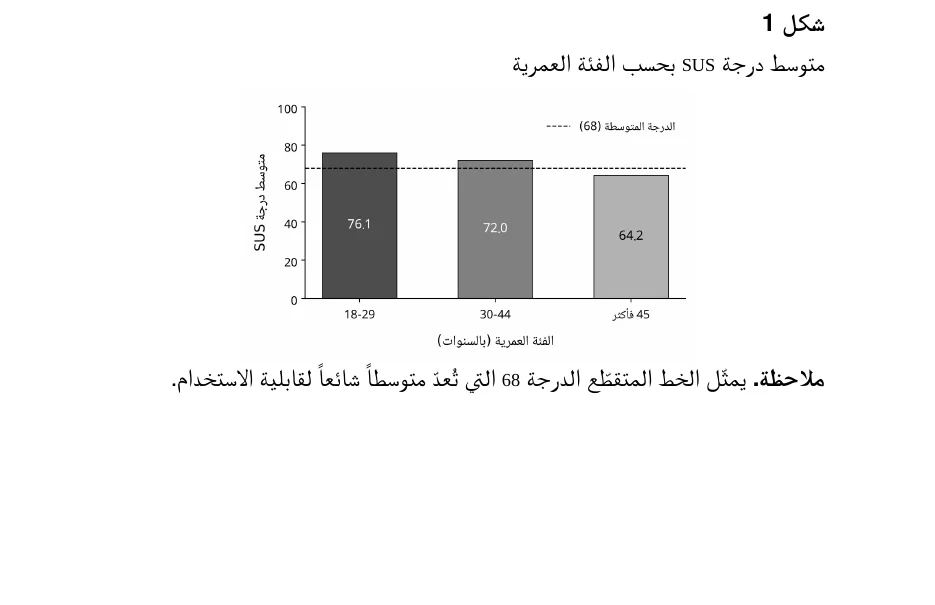 شكل 1
متوسط درجة SUS بحسب الفئة العمرية
100
80
60
40
20
0
متوسط درجة SUS
الدرجة المتوسطة (68)
76.1
72.0
64.2
18-29
30-44
45 فأكثر
الفئة العمرية (بالسنوات)
ملاحظة. يمثّل الخط المتقطّع الدرجة 68 التي تُعدّ متوسطاً شائعاً لقابلية الاستخدام.